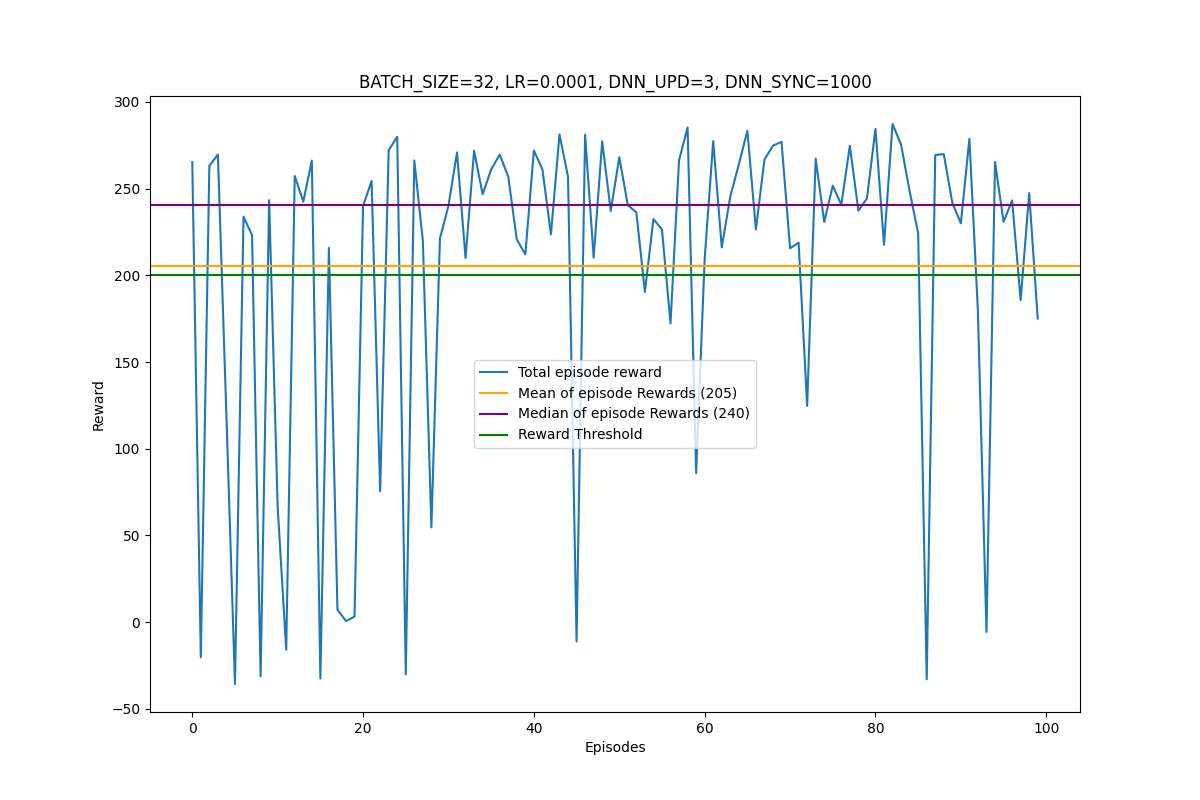 BATCH_SIZE=32, LR=0.0001, DNN_UPD=3, DNN_SYNC=1000
300
250
200
150
100
50
0
−50
Reward
Total episode reward
Mean of episode Rewards (205)
Median of episode Rewards (240)
Reward Threshold
0 20 40 60 80 100
Episodes